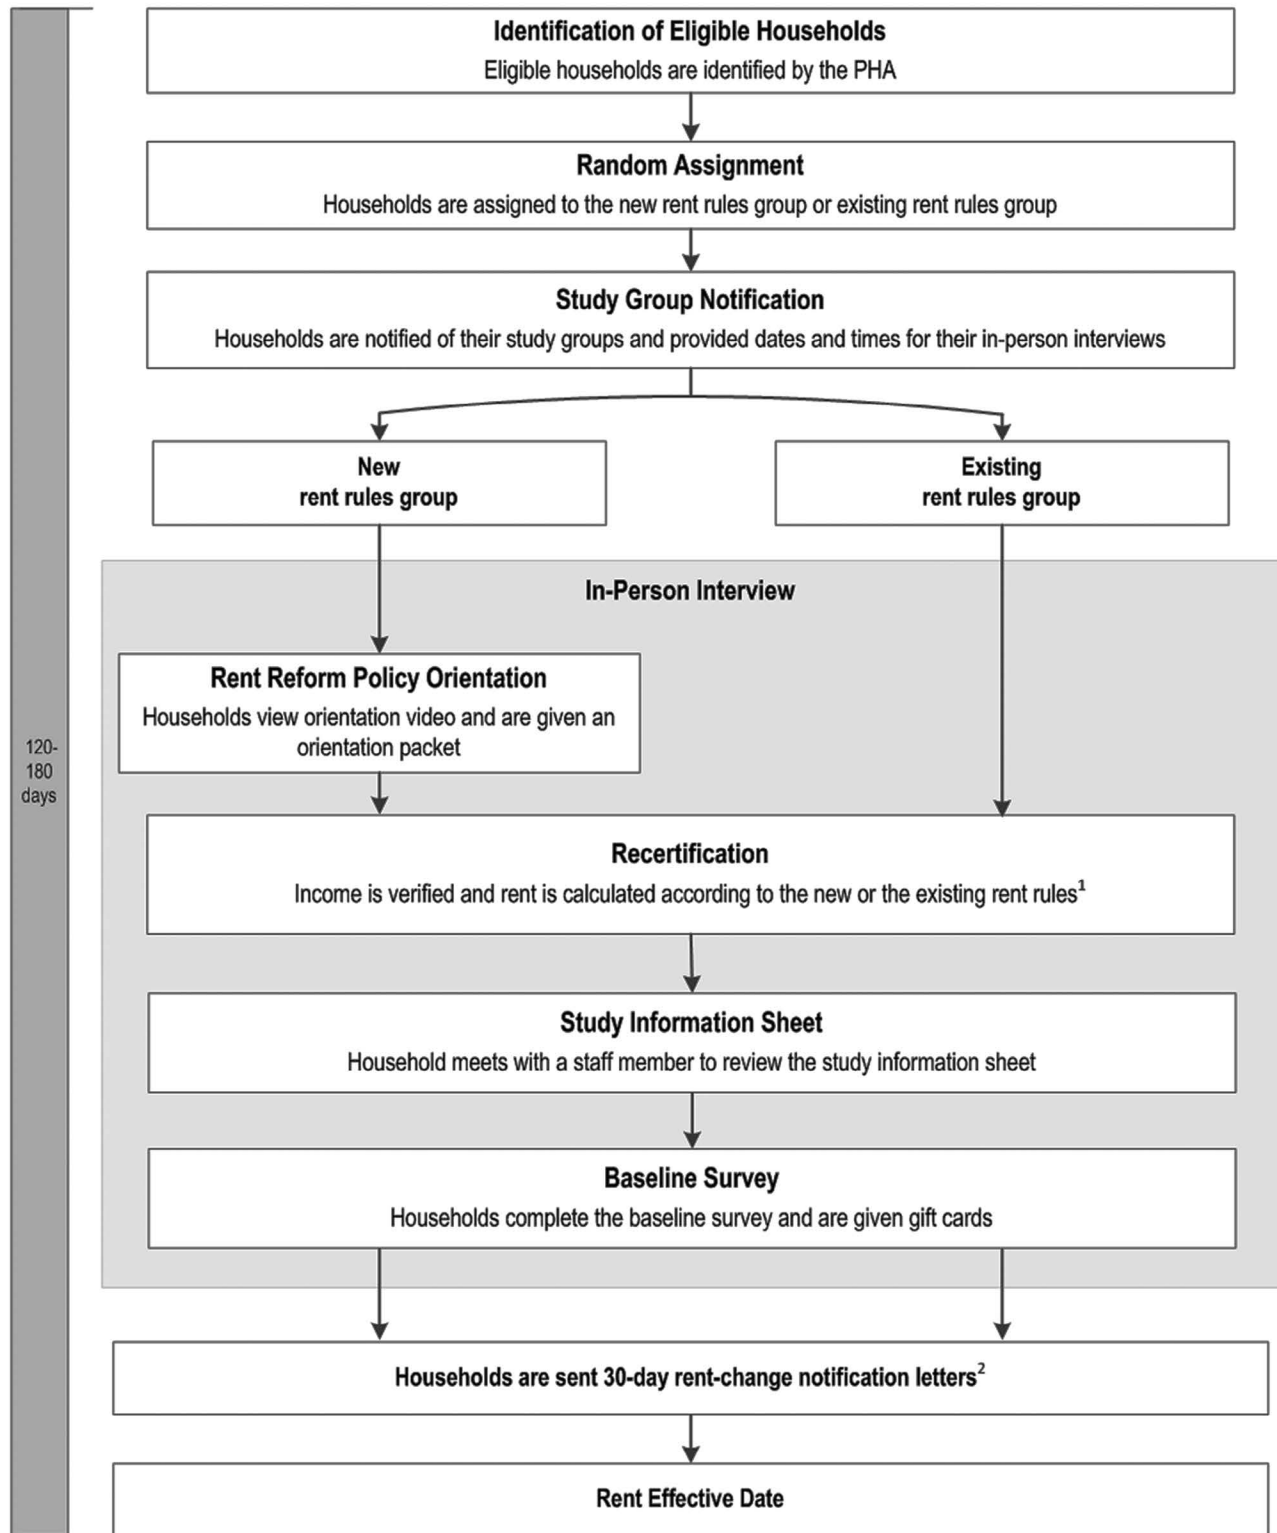 Identification of Eligible Households
Eligible households are identified by the PHA
Random Assignment
Households are assigned to the new rent rules group or existing rent rules group
Study Group Notification
Households are notified of their study groups and provided dates and times for their in-person interviews
New
rent rules group
Existing
rent rules group
In-Person Interview
Rent Reform Policy Orientation
Households view orientation video and are given an
orientation packet
120-
180
days
Recertification
Income is verified and rent is calculated according to the new or the existing rent rules¹
Study Information Sheet
Household meets with a staff member to review the study information sheet
Baseline Survey
Households complete the baseline survey and are given gift cards
Households are sent 30-day rent-change notification letters²
Rent Effective Date